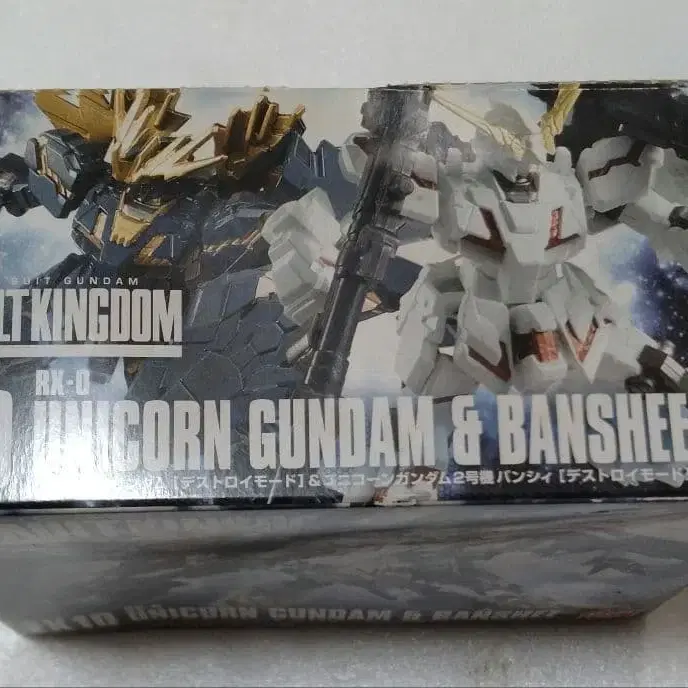 SUIT GUNDAM
LT KINGDOM
RX-0
UNICORN GUNDAM & BANSHEE
ム [デストロイモード] & ユニコーンガンダム2号機 バンシィ [デストロイモード
UNICORN GUNDAM & BANSHEE